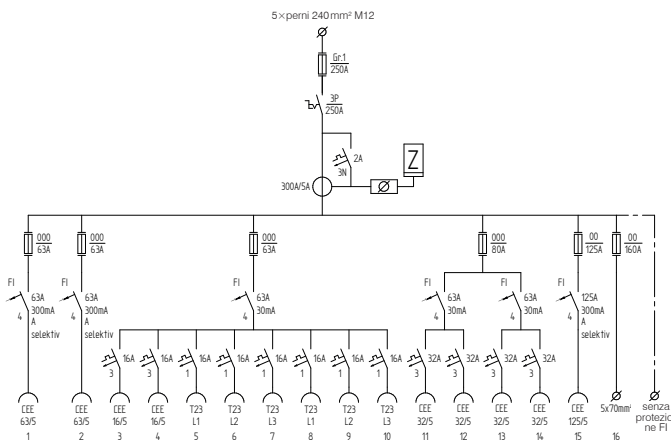 5×perni 240 mm² M12
Gr.1
250A
3P
250A
2A
3N
Z
300A/5A
000
63A
000
63A
000
63A
000
80A
00
125A
00
160A
FI
63A
300mA
A
selektiv
4
FI
63A
300mA
A
selektiv
4
FI
63A
30mA
4
FI
63A
30mA
4
FI
63A
30mA
4
FI
125A
300mA
A
selektiv
4
16A
3
16A
3
16A
1
16A
1
16A
1
16A
1
16A
1
16A
1
32A
3
32A
3
32A
3
32A
3
CEE
63/5
1
CEE
63/5
2
CEE
16/5
3
CEE
16/5
4
T23
L1
5
T23
L2
6
T23
L3
7
T23
L1
8
T23
L2
9
T23
L3
10
CEE
32/5
11
CEE
32/5
12
CEE
32/5
13
CEE
32/5
14
CEE
125/5
15
5x70mm²
16
senza
protezio
ne FI